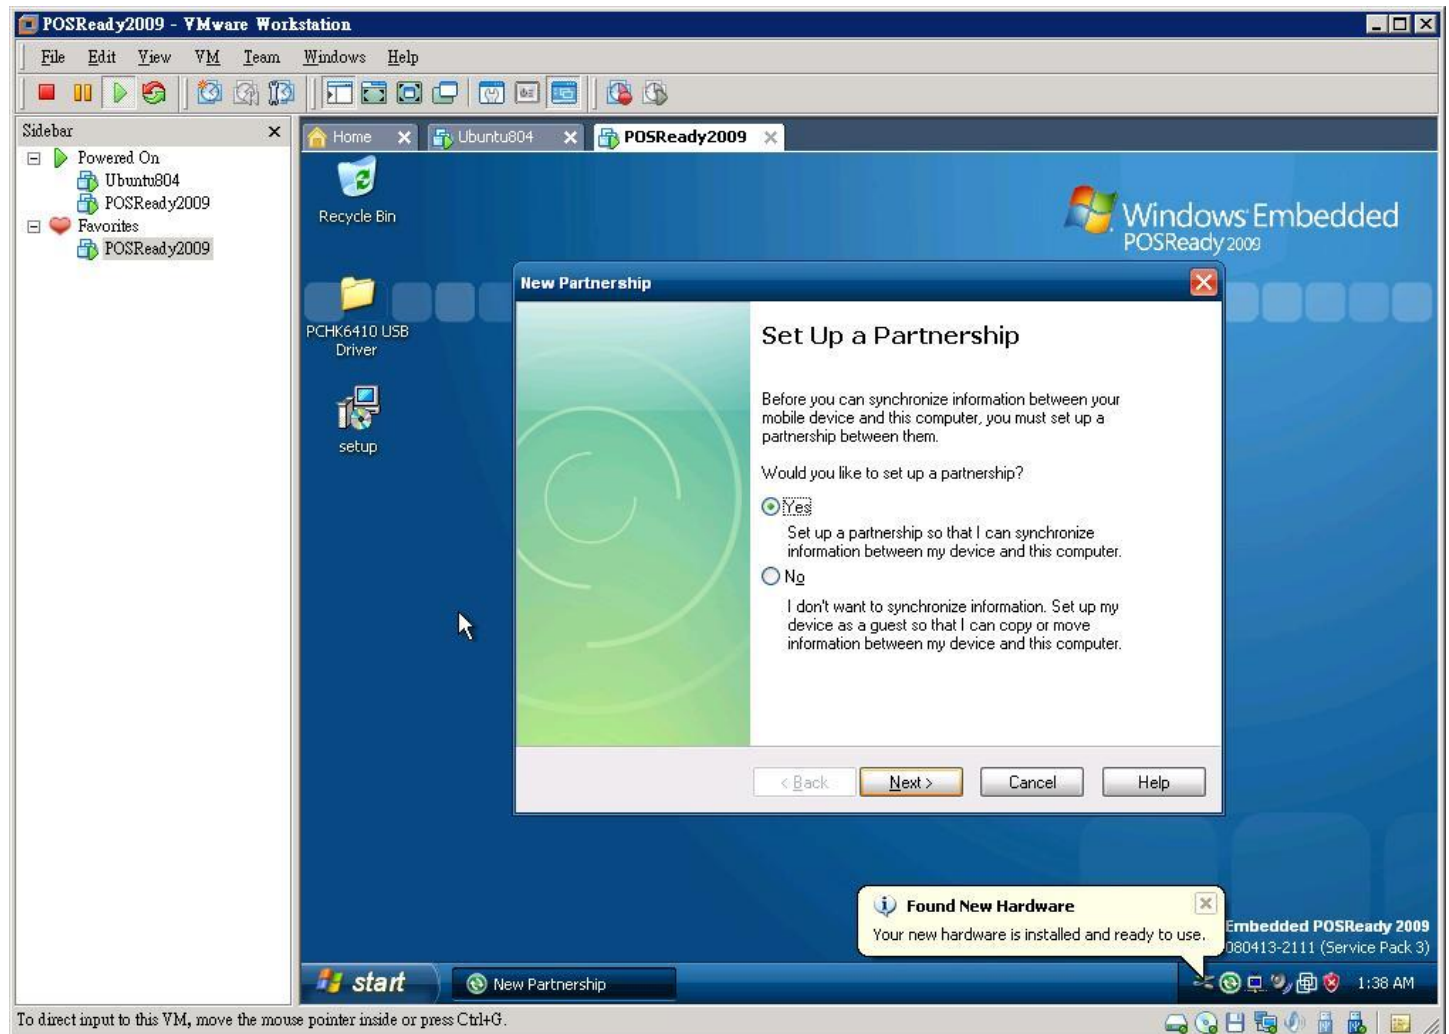 POSReady2009 - VMware Workstation
File Edit View VM Team Windows Help
Sidebar
Powered On
Ubuntu804
POSReady2009
Favorites
POSReady2009
Home Ubuntu804 POSReady2009
Recycle Bin
Windows Embedded
POSReady 2009
PCHK6410 USB
Driver
setup
New Partnership
Set Up a Partnership
Before you can synchronize information between your
mobile device and this computer, you must set up a
partnership between them.
Would you like to set up a partnership?
Yes
Set up a partnership so that I can synchronize
information between my device and this computer.
No
I don't want to synchronize information. Set up my
device as a guest so that I can copy or move
information between my device and this computer.
< Back Next > Cancel Help
Found New Hardware
Your new hardware is installed and ready to use.
Embedded POSReady 2009
080413-2111 (Service Pack 3)
start New Partnership 1:38 AM
To direct input to this VM, move the mouse pointer inside or press Ctrl+G.